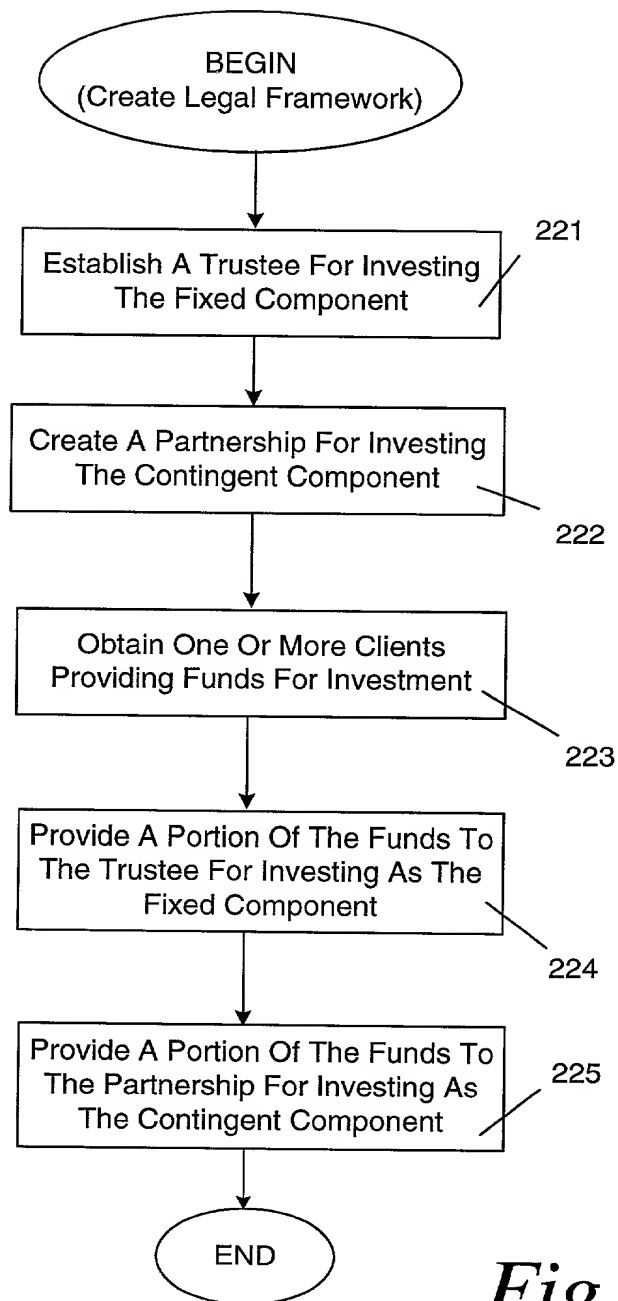 BEGIN
(Create Legal Framework)
221
Establish A Trustee For Investing
The Fixed Component
Create A Partnership For Investing
The Contingent Component
222
Obtain One Or More Clients
Providing Funds For Investment
223
Provide A Portion Of The Funds To
The Trustee For Investing As The
Fixed Component
224
Provide A Portion Of The Funds To
The Partnership For Investing As
The Contingent Component
225
END
Fig